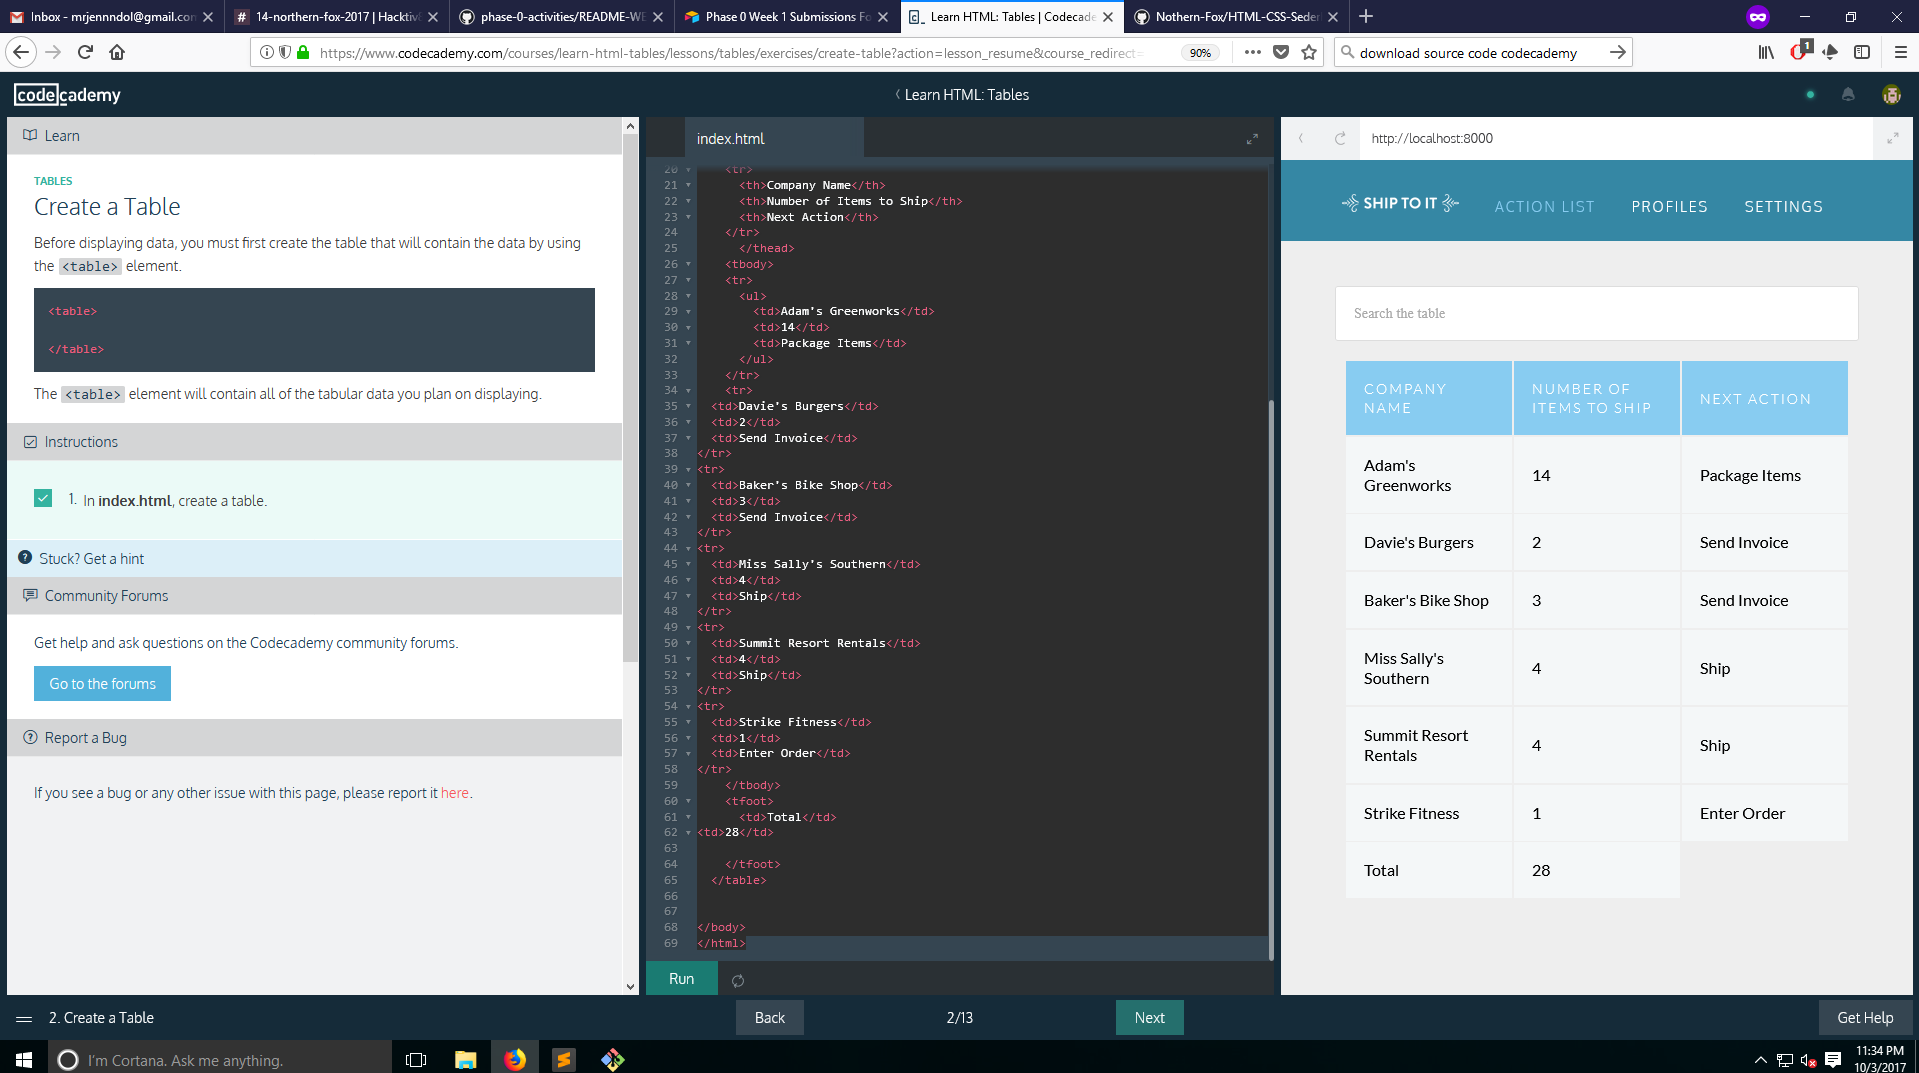 Inbox - mrjennndol@gmail.con
14-northern-fox-2017 | Hacktiv
phase-0-activities/README-WE
Phase 0 Week 1 Submissions Fo
Learn HTML: Tables | Codecade
Nothern-Fox/HTML-CSS-Seder
https://www.codecademy.com/courses/learn-html-tables/lessons/tables/exercises/create-table?action=lesson_resume&course_redirect=
90%
download source code codecademy
1
codecademy
Learn HTML: Tables
Learn
TABLES
Create a Table
Before displaying data, you must first create the table that will contain the data by using
the <table> element.
<table>
</table>
The <table> element will contain all of the tabular data you plan on displaying.
Instructions
1. In index.html, create a table.
Stuck? Get a hint
Community Forums
Get help and ask questions on the Codecademy community forums.
Go to the forums
Report a Bug
If you see a bug or any other issue with this page, please report it here.
index.html
20 <tr>
21 <th>Company Name</th>
22 <th>Number of Items to Ship</th>
23 <th>Next Action</th>
24 </tr>
25 </thead>
26 <tbody>
27 <tr>
28 <ul>
29 <td>Adam's Greenworks</td>
30 <td>14</td>
31 <td>Package Items</td>
32 </ul>
33 </tr>
34 <tr>
35 <td>Davie's Burgers</td>
36 <td>2</td>
37 <td>Send Invoice</td>
38 </tr>
39 <tr>
40 <td>Baker's Bike Shop</td>
41 <td>3</td>
42 <td>Send Invoice</td>
43 </tr>
44 <tr>
45 <td>Miss Sally's Southern</td>
46 <td>4</td>
47 <td>Ship</td>
48 </tr>
49 <tr>
50 <td>Summit Resort Rentals</td>
51 <td>4</td>
52 <td>Ship</td>
53 </tr>
54 <tr>
55 <td>Strike Fitness</td>
56 <td>1</td>
57 <td>Enter Order</td>
58 </tr>
59 </tbody>
60 <tfoot>
61 <td>Total</td>
62 <td>28</td>
63
64 </tfoot>
65 </table>
66
67
68 </body>
69 </html>
Run
http://localhost:8000
SHIP TO IT
ACTION LIST
PROFILES
SETTINGS
Search the table
COMPANY NAME
NUMBER OF ITEMS TO SHIP
NEXT ACTION
Adam's Greenworks
14
Package Items
Davie's Burgers
2
Send Invoice
Baker's Bike Shop
3
Send Invoice
Miss Sally's Southern
4
Ship
Summit Resort Rentals
4
Ship
Strike Fitness
1
Enter Order
Total
28
2. Create a Table
Back
2/13
Next
Get Help
I'm Cortana. Ask me anything.
11:34 PM
10/3/2017